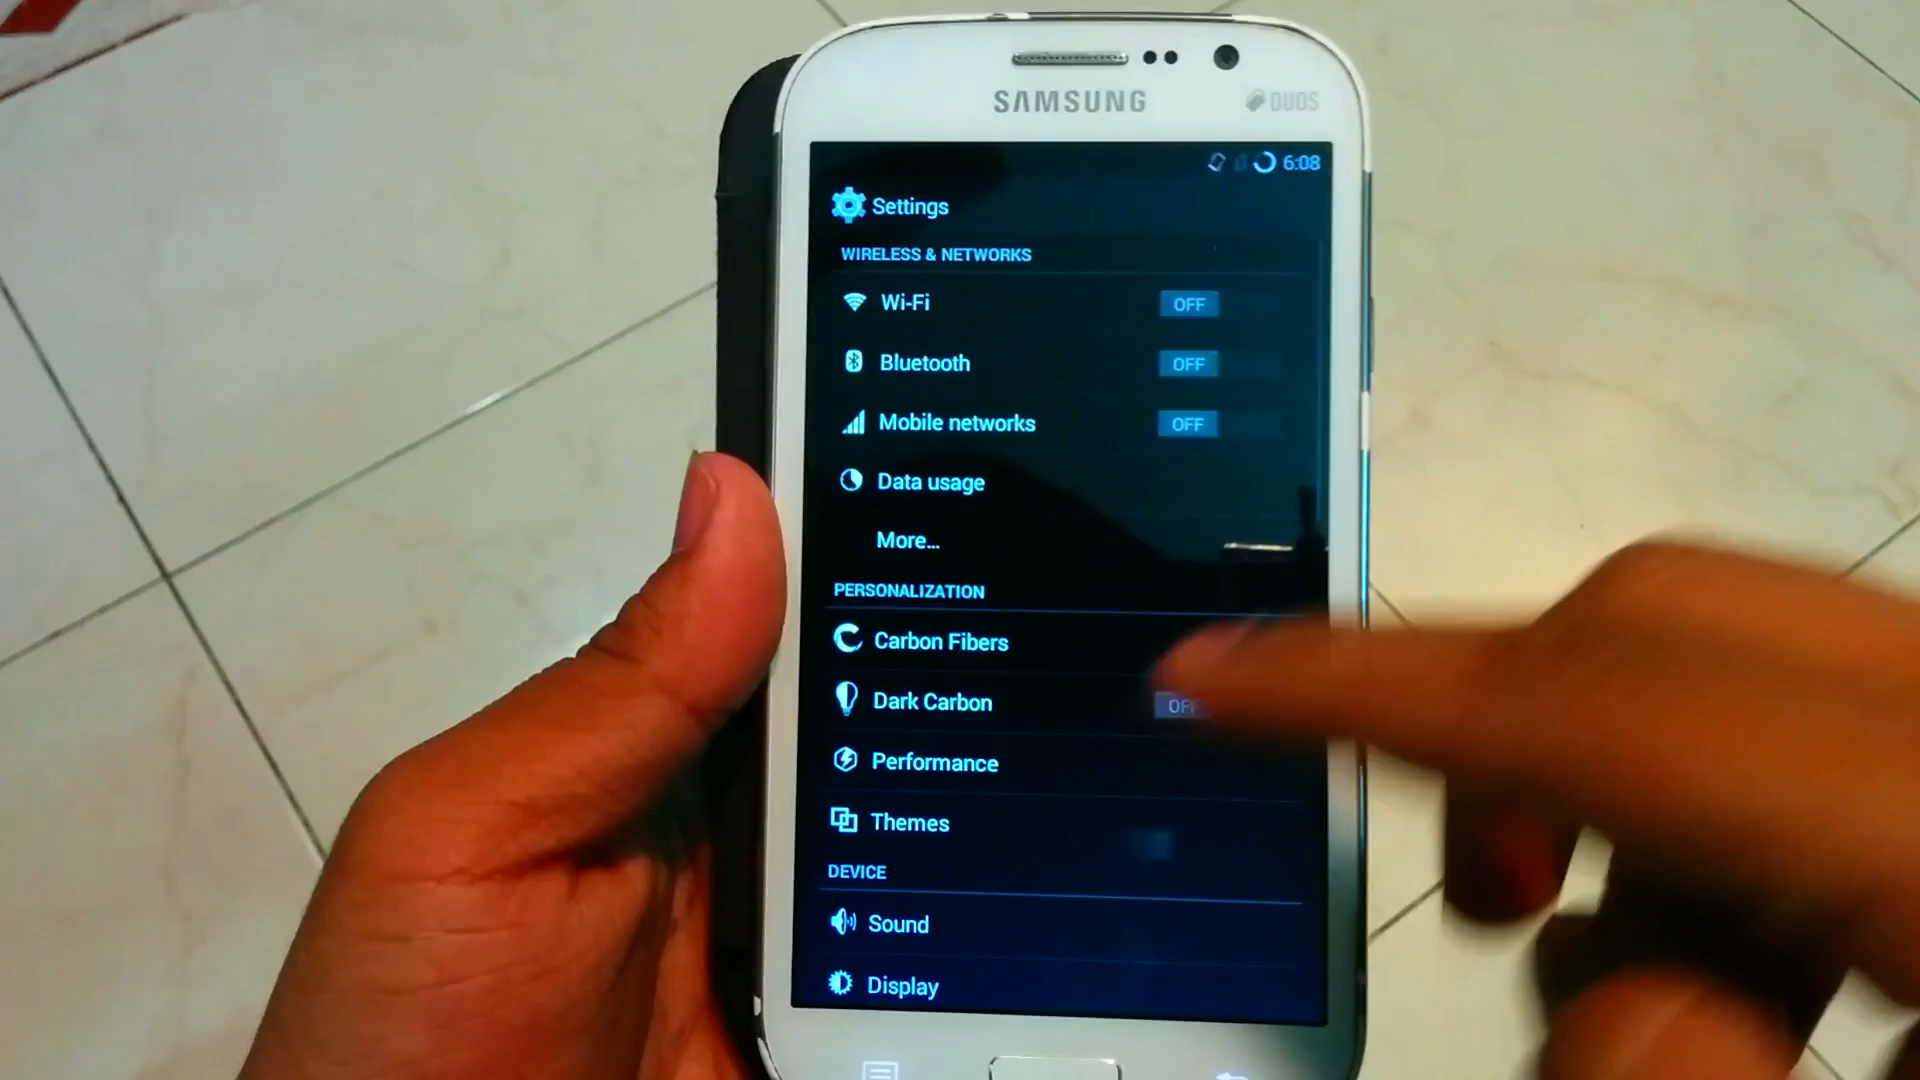 SAMSUNG
DUOS
6:08
Settings
WIRELESS & NETWORKS
Wi-Fi OFF
Bluetooth OFF
Mobile networks OFF
Data usage
More...
PERSONALIZATION
Carbon Fibers
Dark Carbon OFF
Performance
Themes
DEVICE
Sound
Display